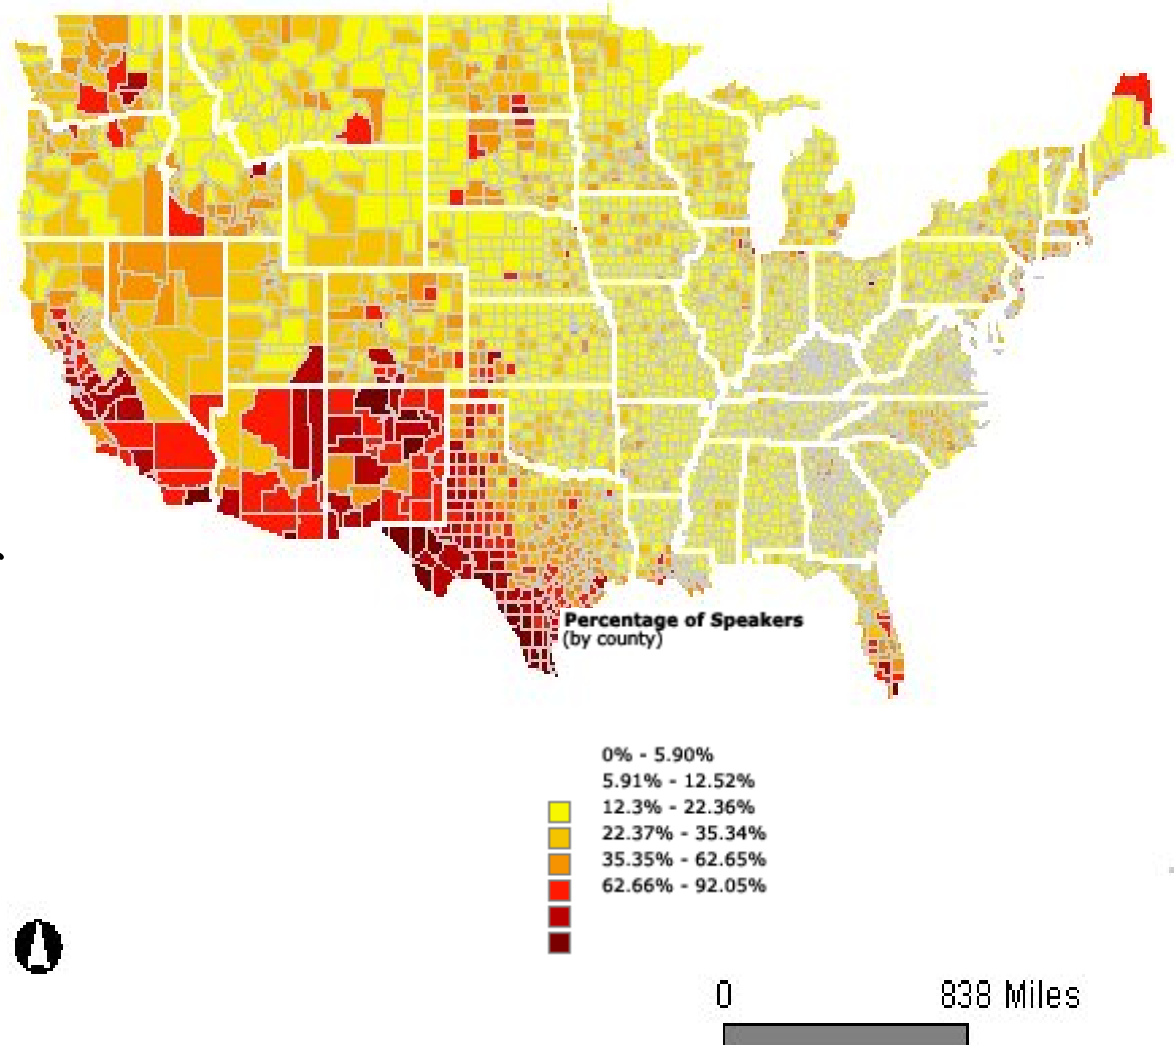 Percentage of Speakers
(by county)
0% - 5.90%
5.91% - 12.52%
12.3% - 22.36%
22.37% - 35.34%
35.35% - 62.65%
62.66% - 92.05%
0 838 Miles